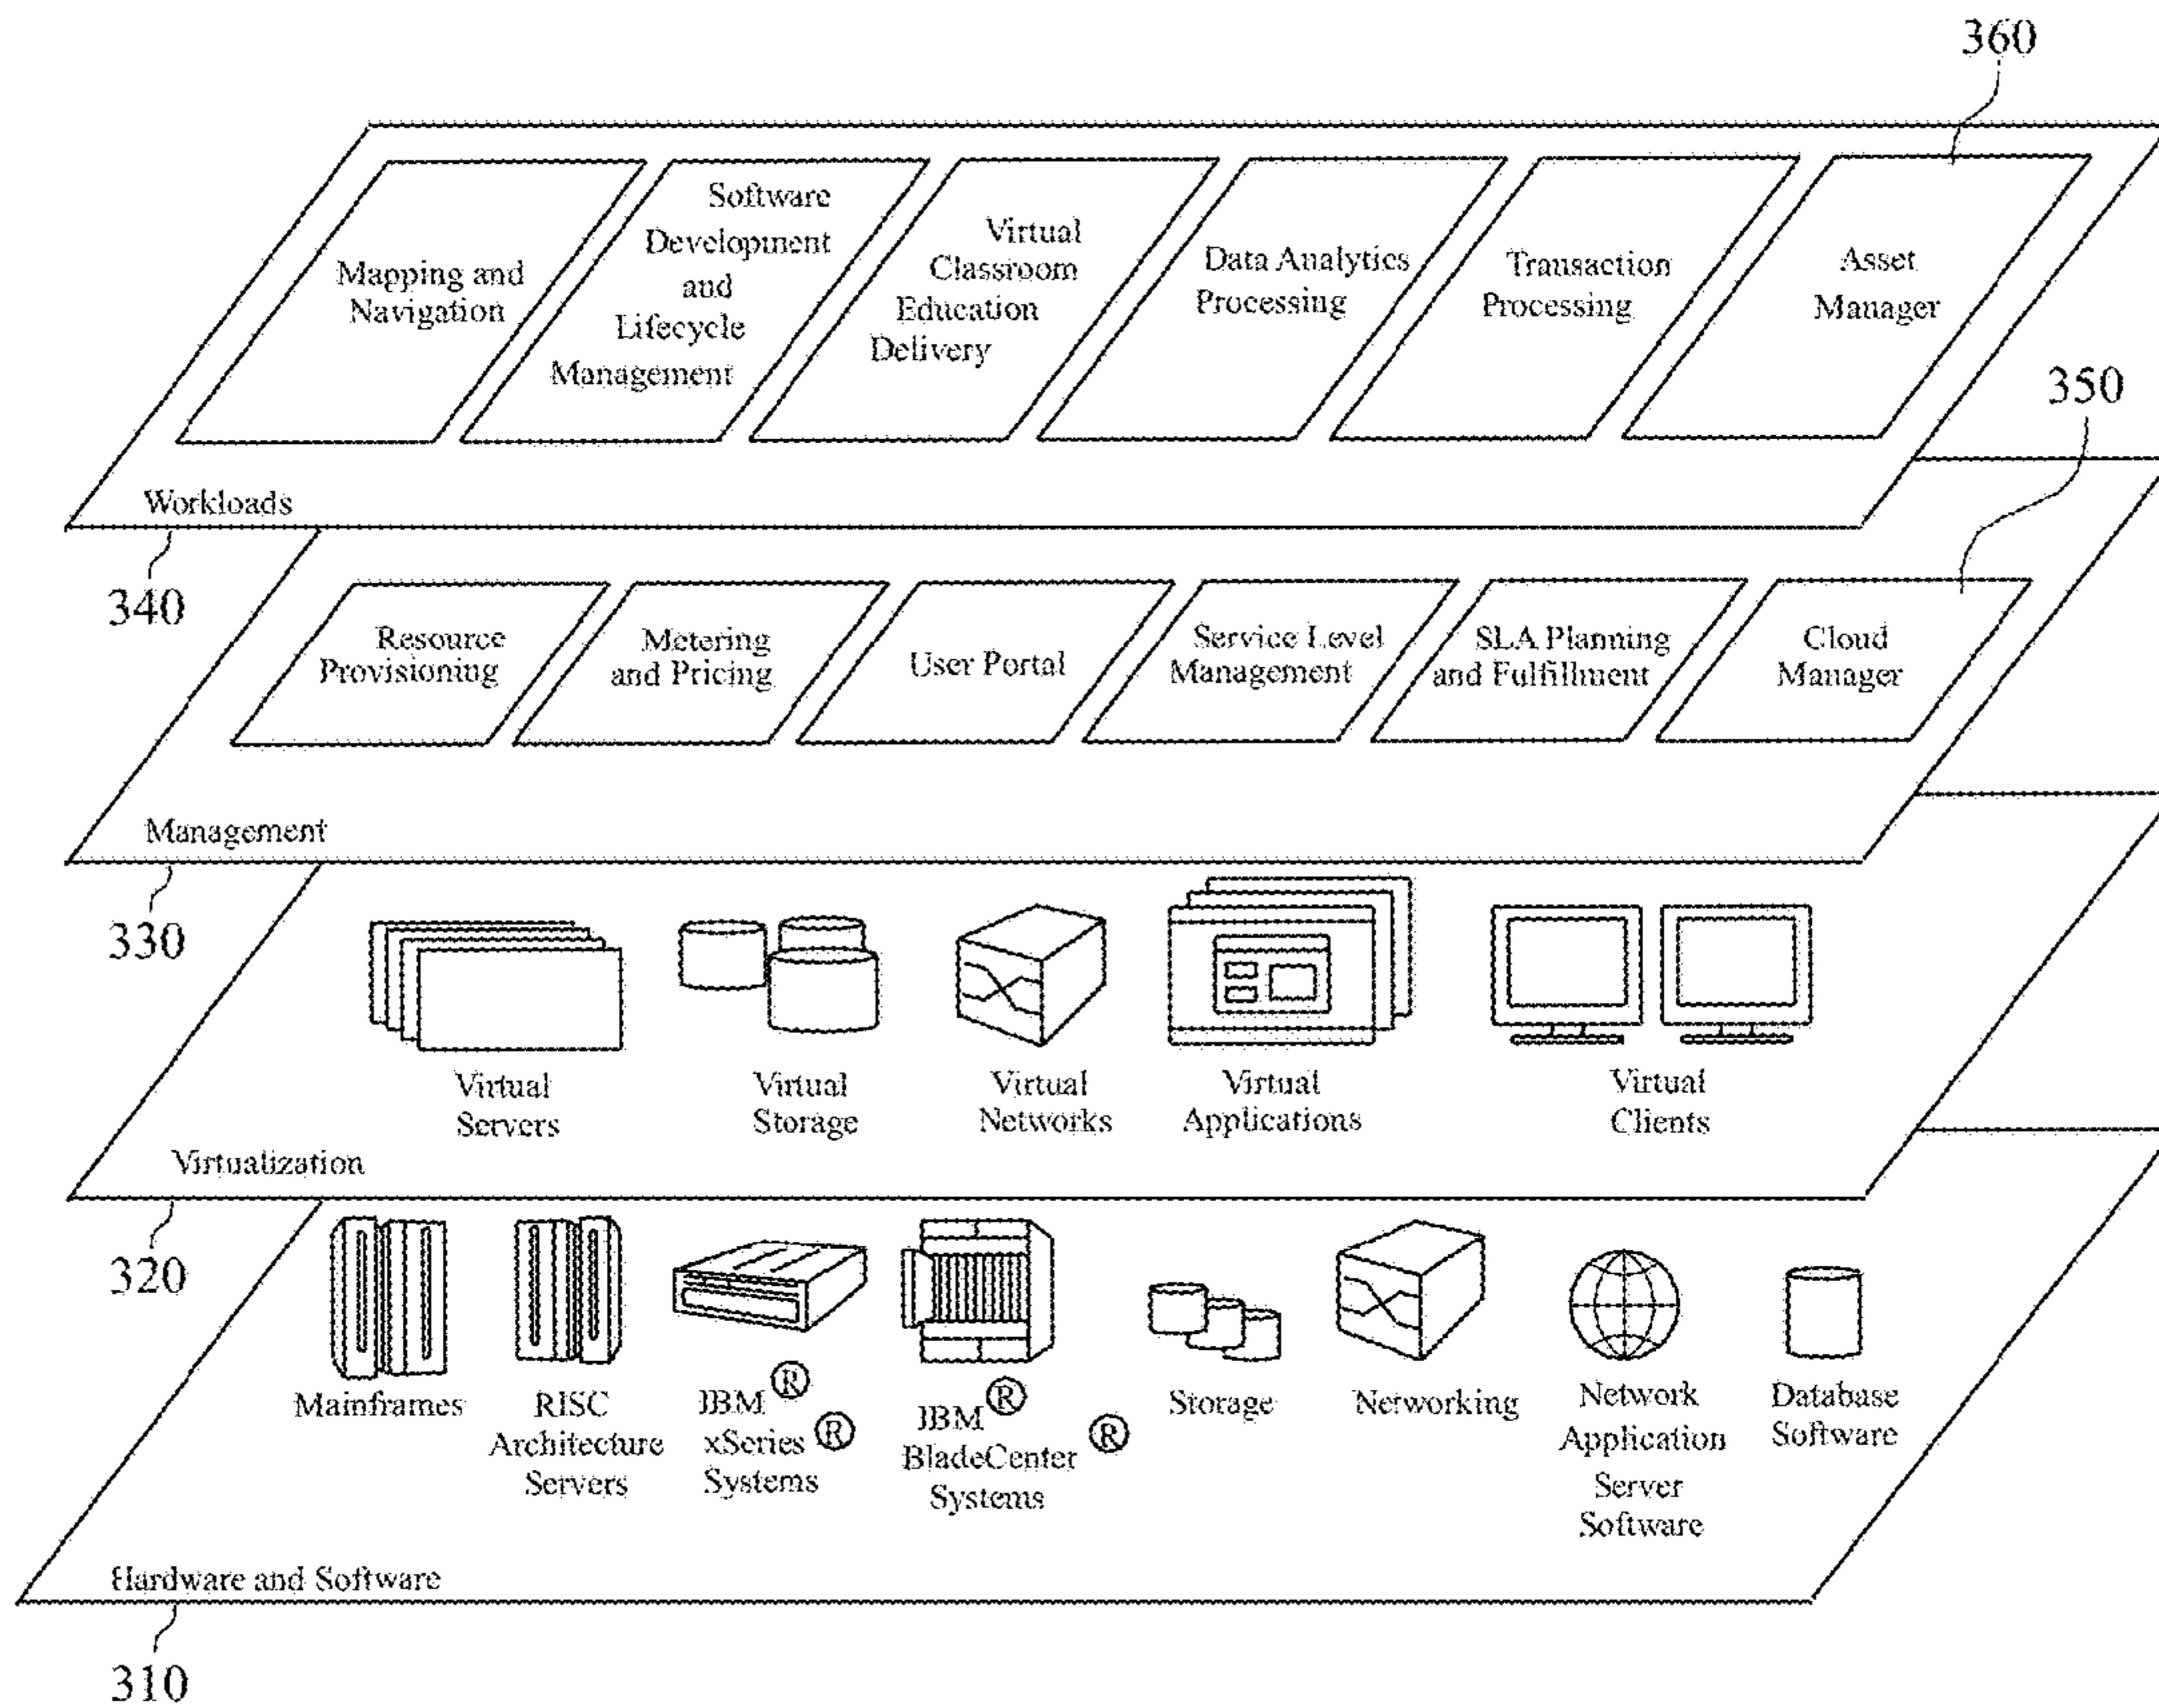 360
Mapping and
Navigation
Software
Development
and
Lifecycle
Management
Virtual
Classroom
Education
Delivery
Data Analytics
Processing
Transaction
Processing
Asset
Manager
350
Workloads
340
Resource
Provisioning
Metering
and Pricing
User Portal
Service Level
Management
SLA Planning
and Fulfillment
Cloud
Manager
Management
330
Virtual
Servers
Virtual
Storage
Virtual
Networks
Virtual
Applications
Virtual
Clients
Virtualization
320
Mainframes
RISC
Architecture
Servers
IBM ®
xSeries ®
Systems
IBM ®
BladeCenter ®
Systems
Storage
Networking
Network
Application
Server
Software
Database
Software
Hardware and Software
310